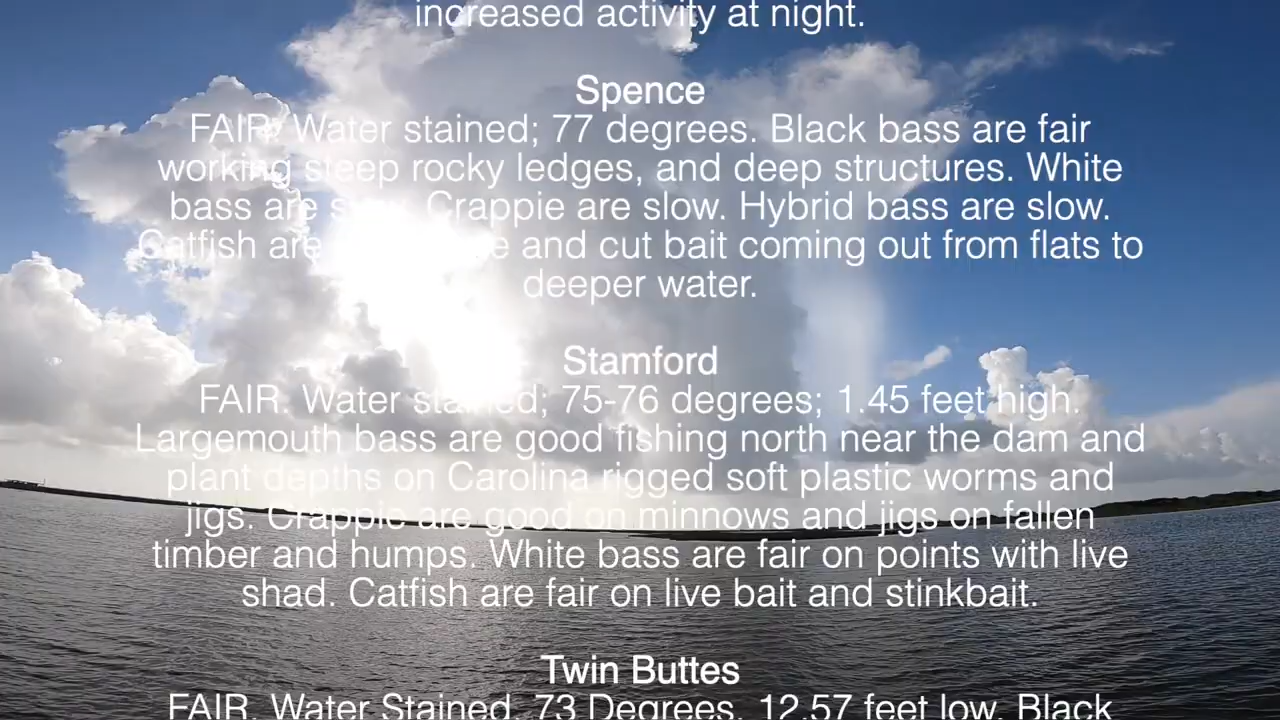 increased activity at night.
Spence
FAIR. Water stained; 77 degrees. Black bass are fair
working steep rocky ledges, and deep structures. White
bass are slow. Crappie are slow. Hybrid bass are slow.
Catfish are and cut bait coming out from flats to
deeper water.
Stamford
FAIR. Water stained; 75-76 degrees; 1.45 feet high.
Largemouth bass are good fishing north near the dam and
plant depths on Carolina rigged soft plastic worms and
jigs. Crappie are good on minnows and jigs on fallen
timber and humps. White bass are fair on points with live
shad. Catfish are fair on live bait and stinkbait.
Twin Buttes
FAIR. Water Stained. 73 Degrees. 12.57 feet low. Black